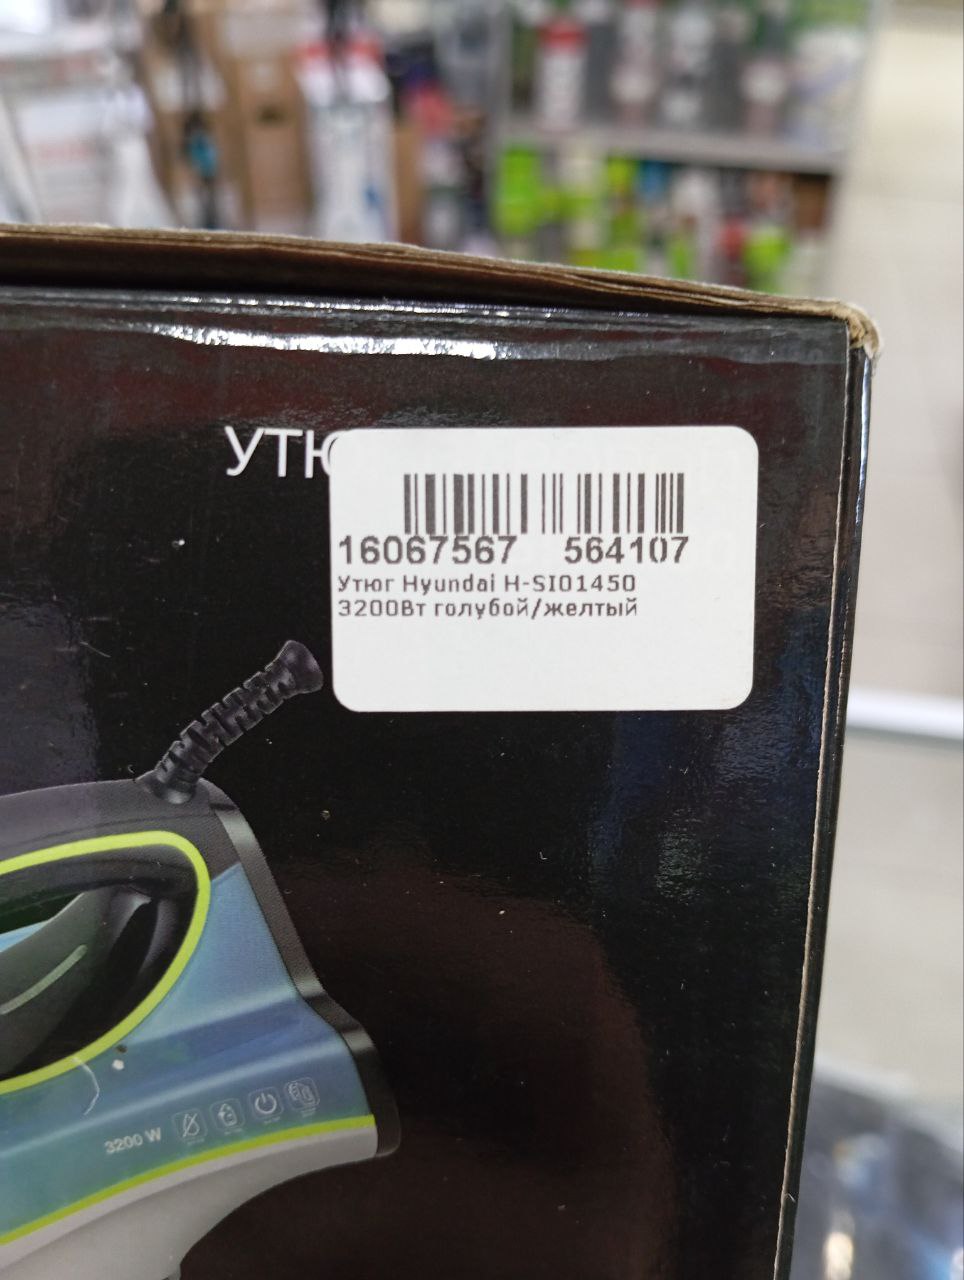 УТЮ
16067567 564107
Утюг Hyundai H-SI01450
3200Вт голубой/желтый
3200 W